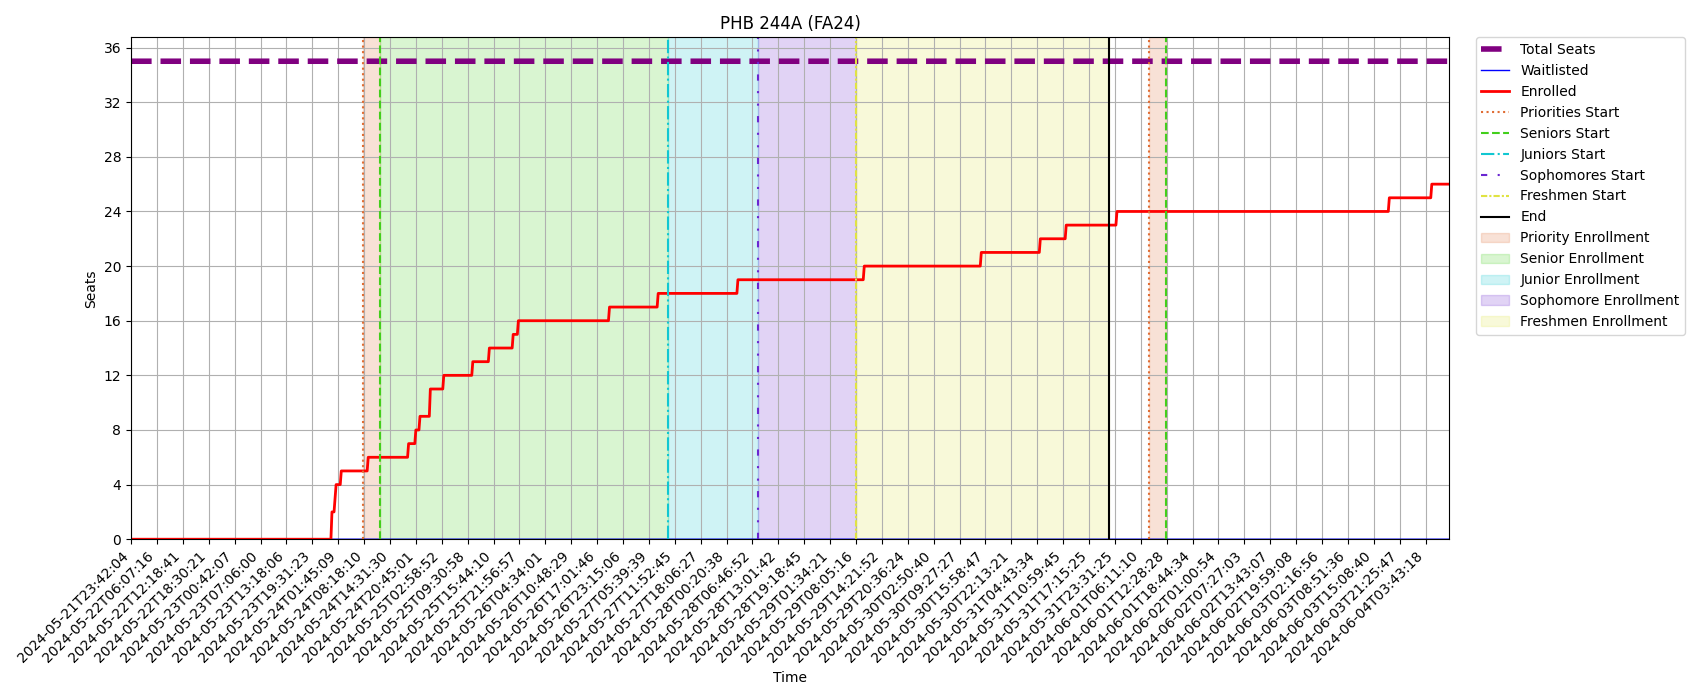 PHB 244A (FA24)
Seats
36
32
28
24
20
16
12
8
4
0
2024-05-21T23:42:04
2024-05-22T06:07:16
2024-05-22T12:18:41
2024-05-22T18:30:21
2024-05-23T00:42:07
2024-05-23T07:06:00
2024-05-23T13:18:06
2024-05-23T19:31:23
2024-05-24T01:45:09
2024-05-24T08:18:10
2024-05-24T14:31:30
2024-05-24T20:45:01
2024-05-25T02:58:52
2024-05-25T09:30:58
2024-05-25T15:44:10
2024-05-25T21:56:57
2024-05-26T04:34:01
2024-05-26T10:48:29
2024-05-26T17:01:46
2024-05-26T23:15:06
2024-05-27T05:39:39
2024-05-27T11:52:45
2024-05-27T18:06:27
2024-05-28T00:20:38
2024-05-28T06:46:52
2024-05-28T13:01:42
2024-05-28T19:18:45
2024-05-29T01:34:21
2024-05-29T08:05:16
2024-05-29T14:21:52
2024-05-29T20:36:24
2024-05-30T02:50:40
2024-05-30T09:27:27
2024-05-30T15:58:47
2024-05-30T22:13:21
2024-05-31T04:43:34
2024-05-31T10:59:45
2024-05-31T17:15:25
2024-05-31T23:31:25
2024-06-01T06:11:10
2024-06-01T12:28:28
2024-06-01T18:44:34
2024-06-02T01:00:54
2024-06-02T07:27:03
2024-06-02T13:43:07
2024-06-02T19:59:08
2024-06-03T02:16:56
2024-06-03T08:51:36
2024-06-03T15:08:40
2024-06-03T21:25:47
2024-06-04T03:43:18
Time
Total Seats
Waitlisted
Enrolled
Priorities Start
Seniors Start
Juniors Start
Sophomores Start
Freshmen Start
End
Priority Enrollment
Senior Enrollment
Junior Enrollment
Sophomore Enrollment
Freshmen Enrollment